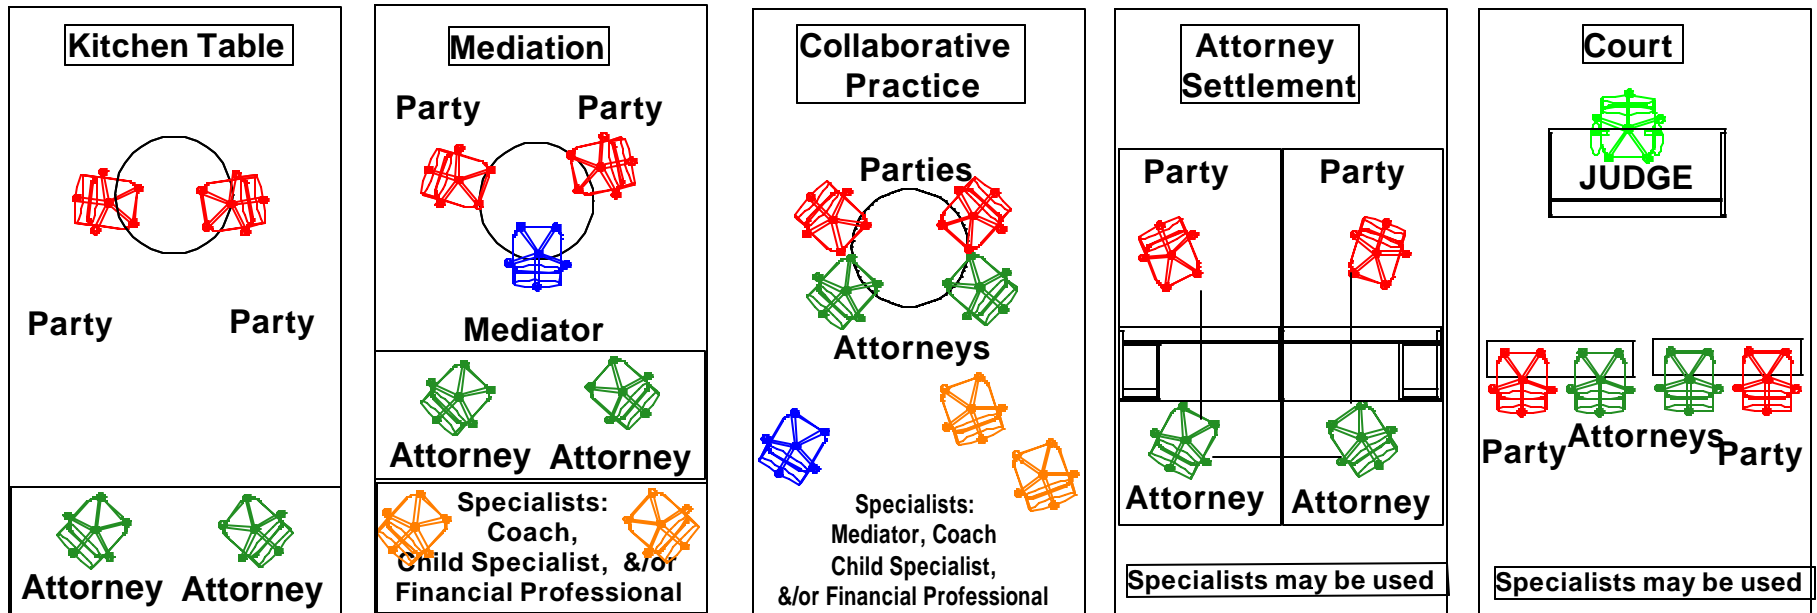 Kitchen Table
Party
Party
Attorney
Attorney
Mediation
Party
Party
Mediator
Attorney
Attorney
Specialists:
Coach,
Child Specialist, &/or
Financial Professional
Collaborative
Practice
Parties
Attorneys
Specialists:
Mediator, Coach
Child Specialist,
&/or Financial Professional
Attorney
Settlement
Party
Party
Attorney
Attorney
Specialists may be used
Court
JUDGE
Party
Attorneys
Party
Specialists may be used